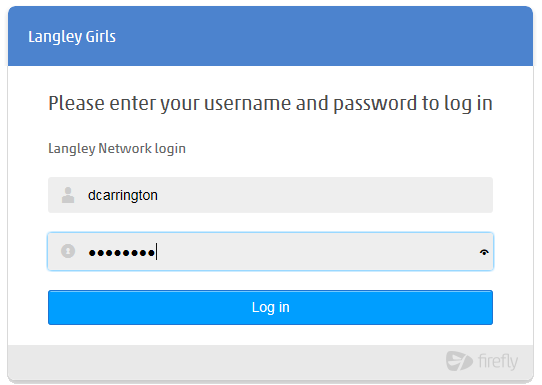 Langley Girls
Please enter your username and password to log in
Langley Network login
dcarrington
●●●●●●●●
Log in
firefly